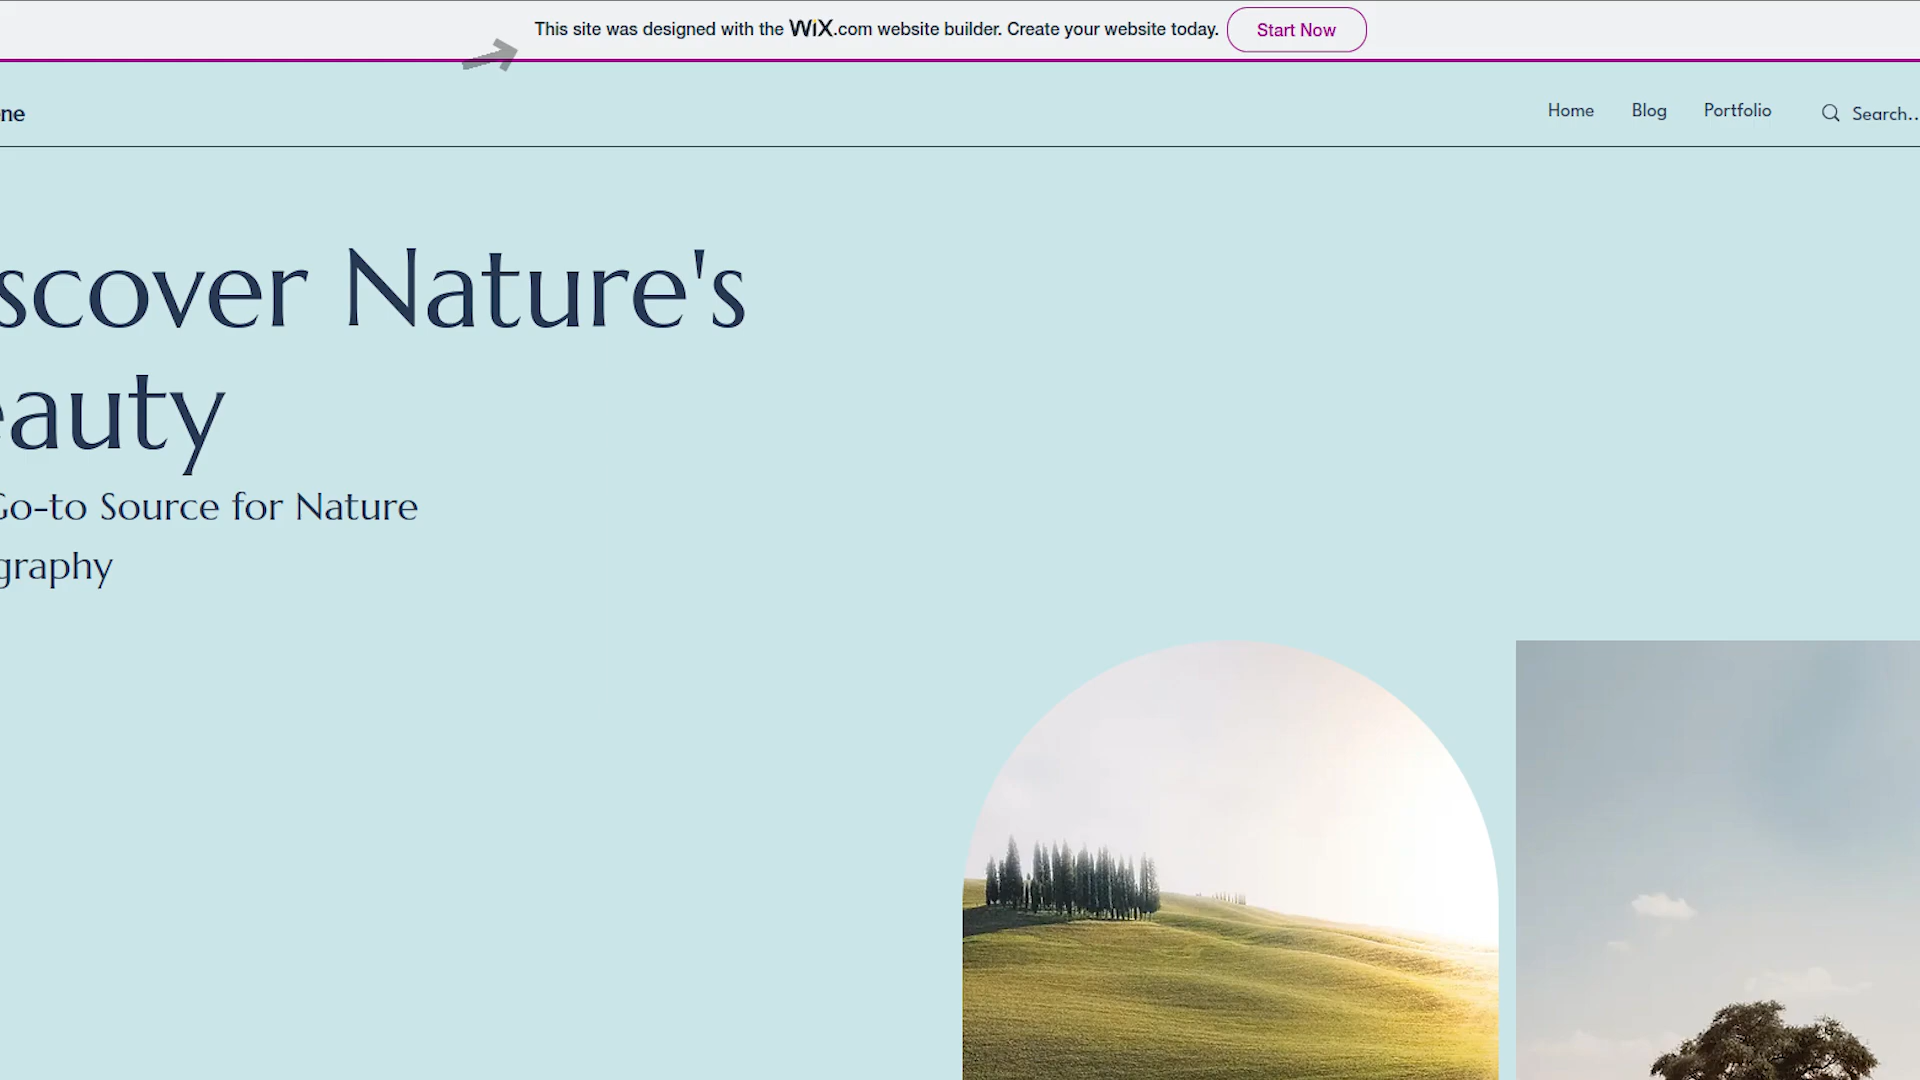 This site was designed with the WiX.com website builder. Create your website today. Start Now
ne
Home Blog Portfolio Search..
scover Nature's
eauty
Go-to Source for Nature
graphy